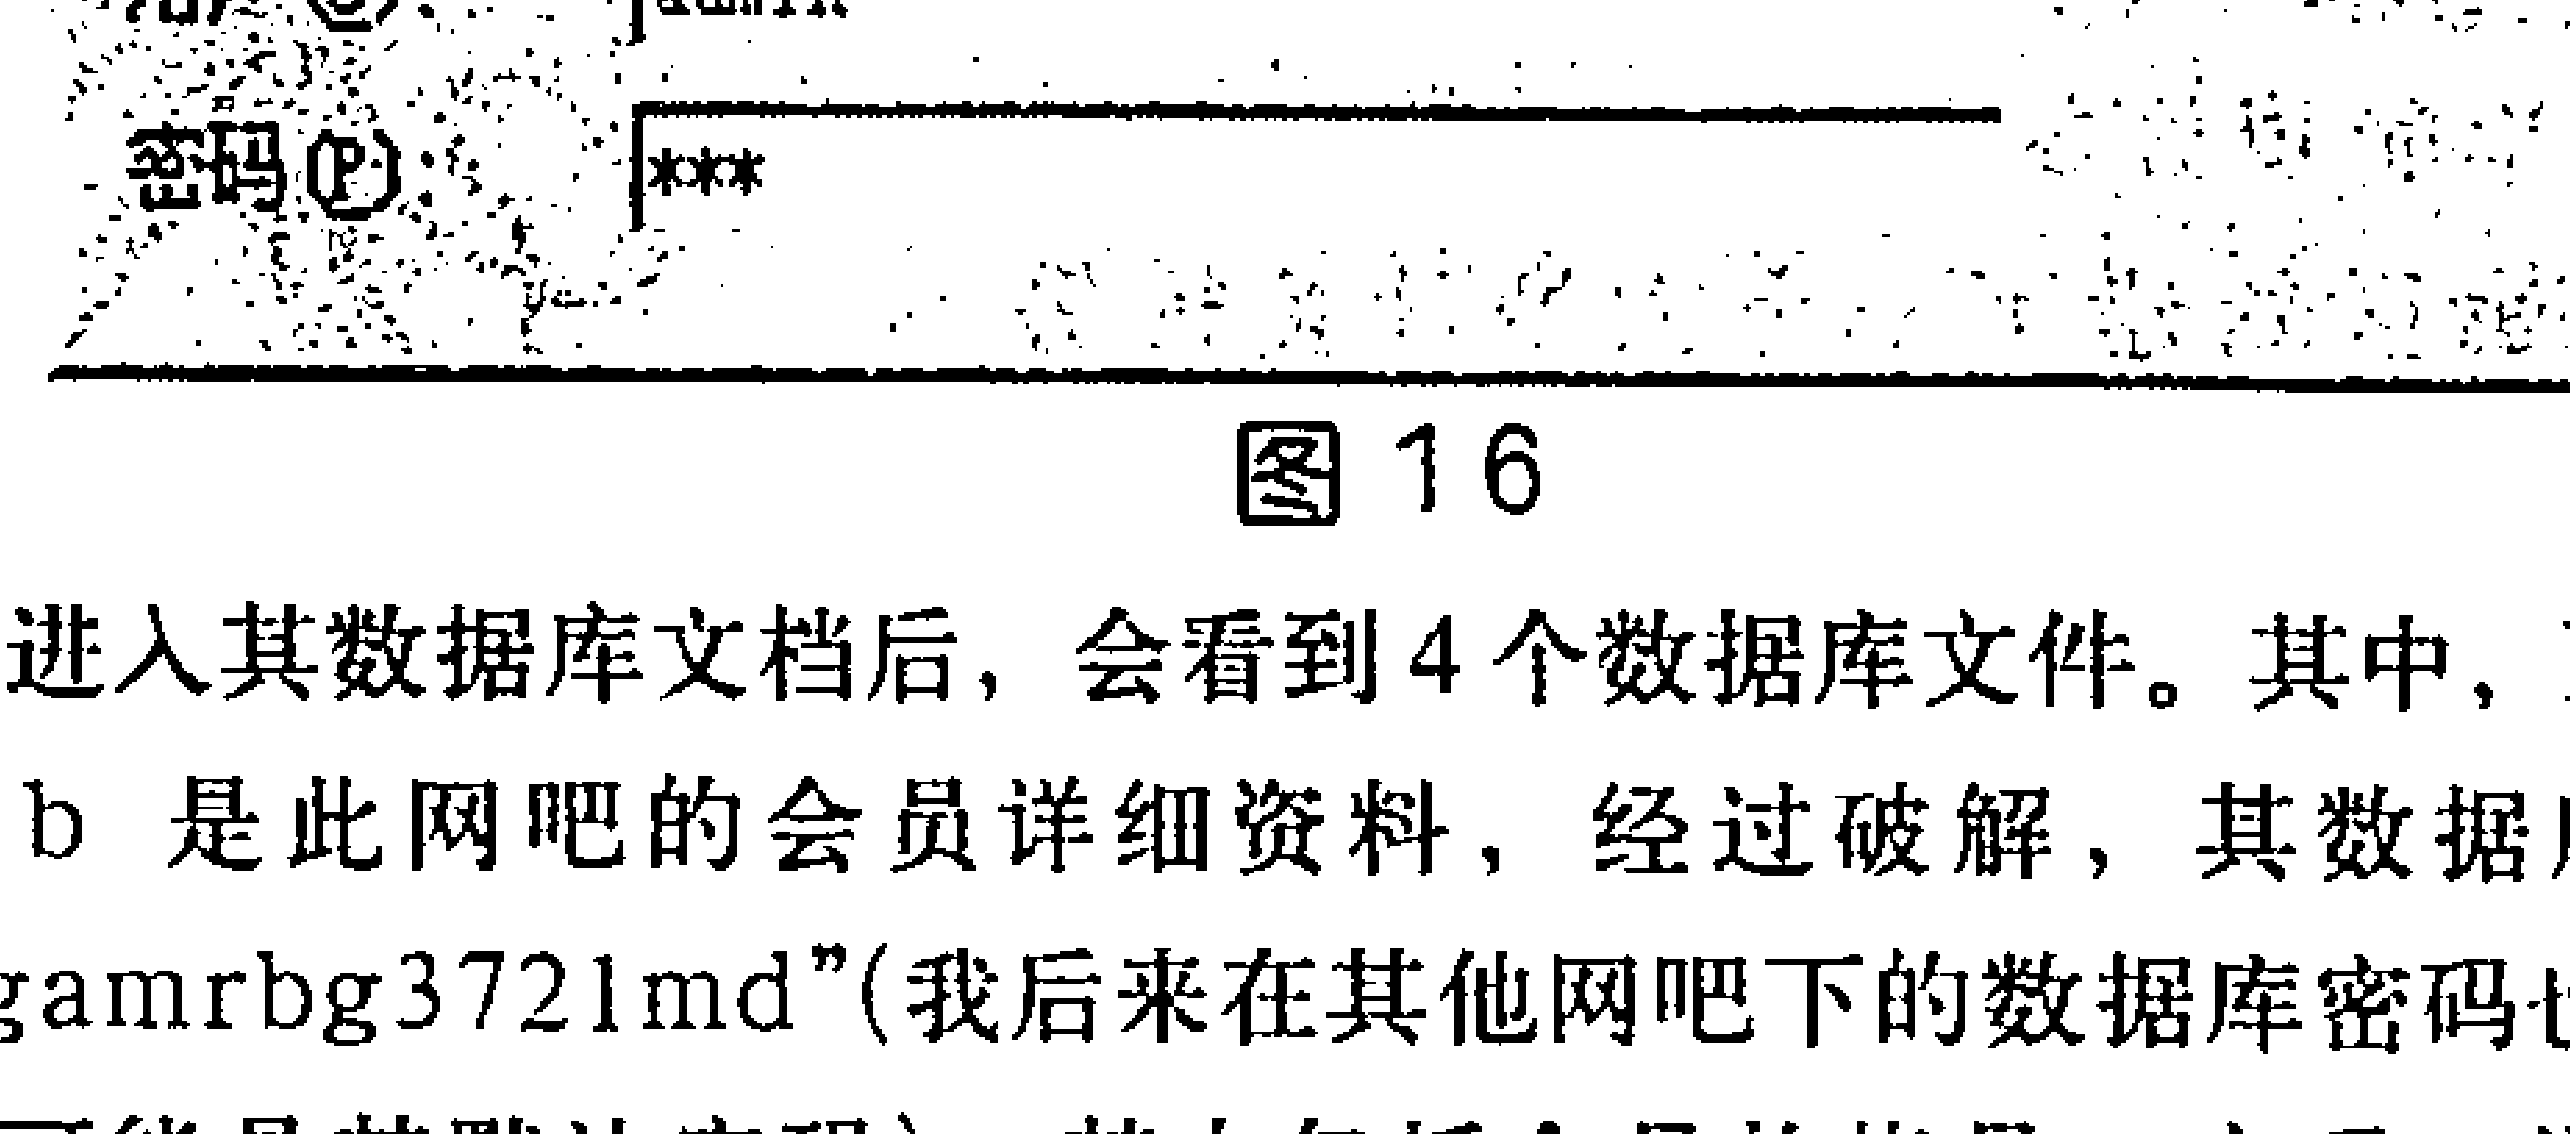 admin
密码(P): ***
图 16
进入其数据库文档后，会看到4个数据库文件。其中，
b 是此网吧的会员详细资料，经过破解，其数据
gamrbg3721md”(我后来在其他网吧下的数据库密码也